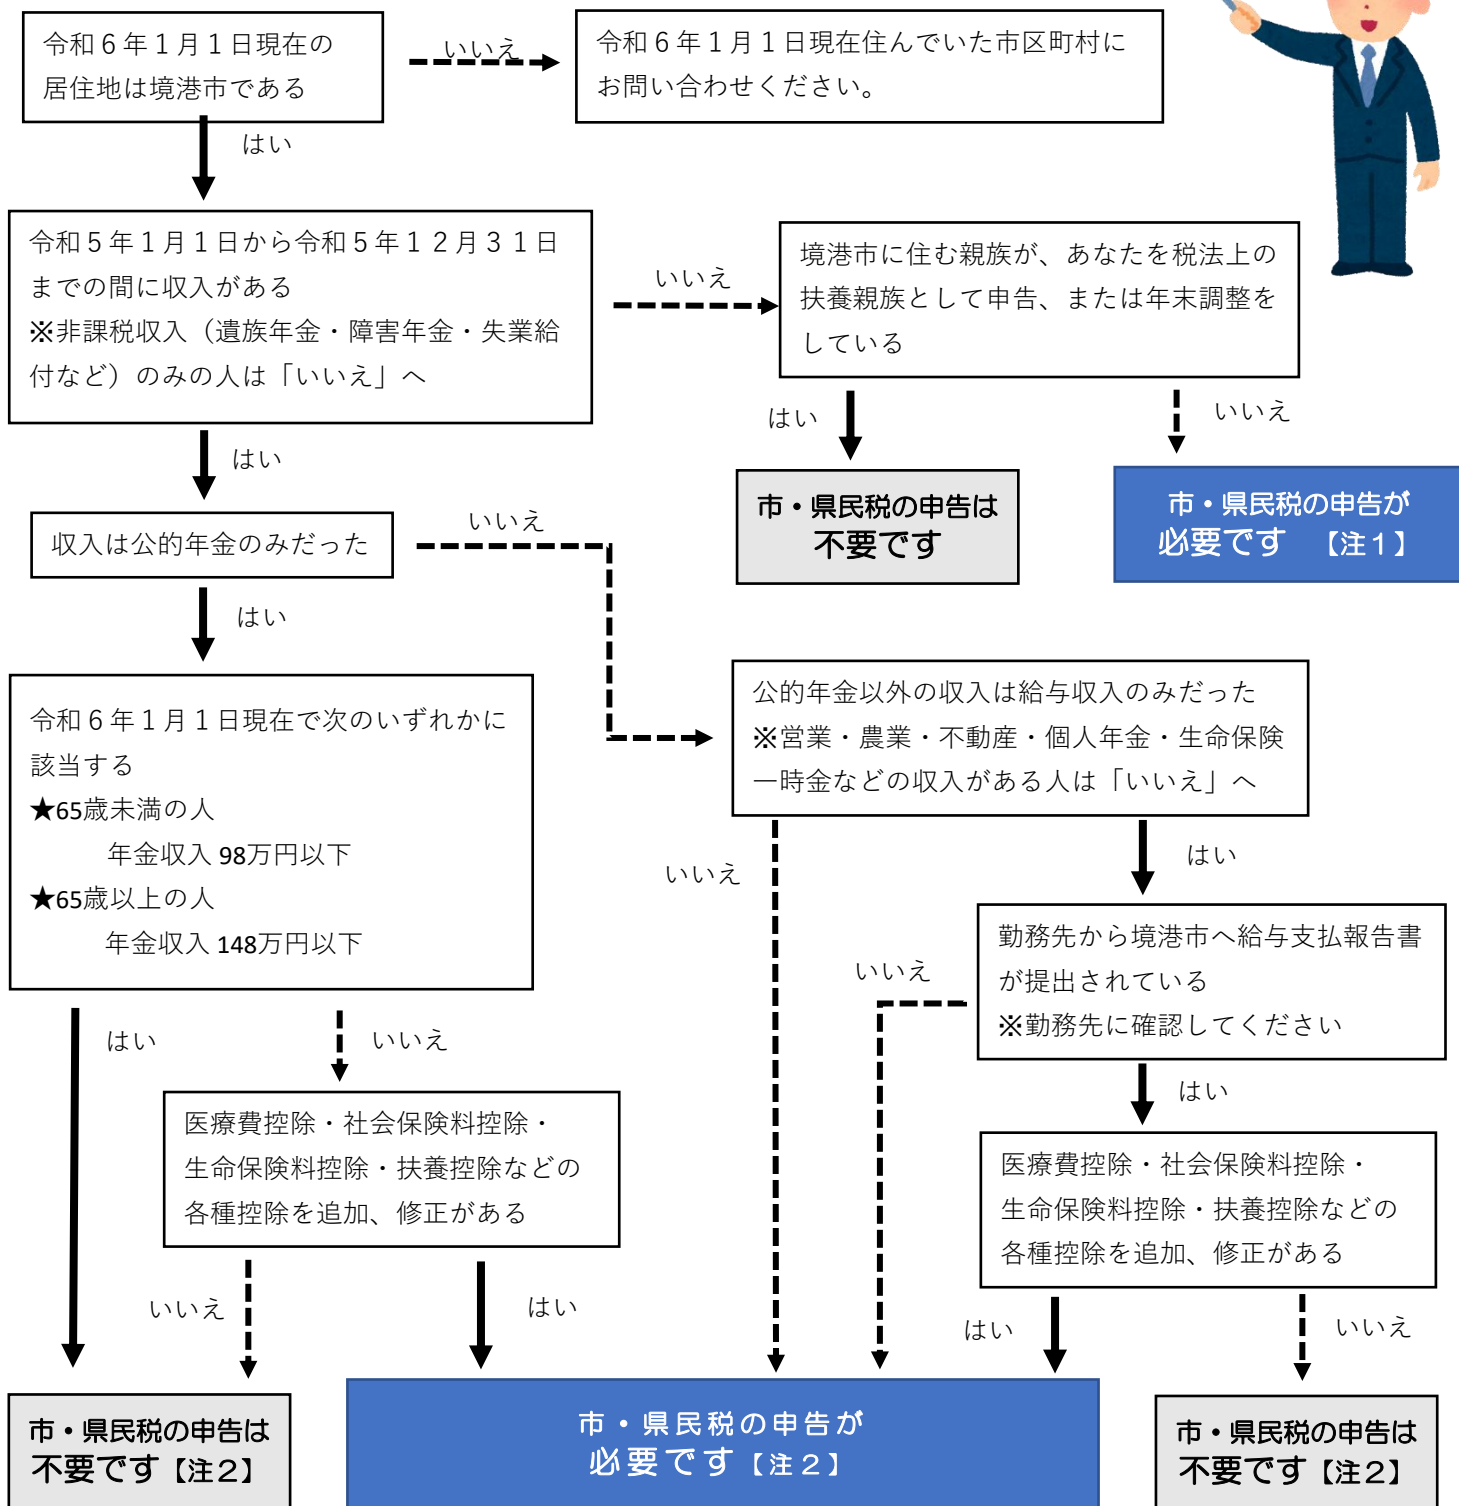 令和６年１月１日現在の
居住地は境港市である
いいえ
令和６年１月１日現在住んでいた市区町村に
お問い合わせください。
はい
令和５年１月１日から令和５年１２月３１日
までの間に収入がある
※非課税収入（遺族年金・障害年金・失業給
付など）のみの人は「いいえ」へ
いいえ
境港市に住む親族が、あなたを税法上の
扶養親族として申告、または年末調整を
している
はい
いいえ
市・県民税の申告は
不要です
市・県民税の申告が
必要です　【注１】
はい
収入は公的年金のみだった
いいえ
はい
公的年金以外の収入は給与収入のみだった
※営業・農業・不動産・個人年金・生命保険
一時金などの収入がある人は「いいえ」へ
令和６年１月１日現在で次のいずれかに
該当する
★65歳未満の人
年金収入 98万円以下
★65歳以上の人
年金収入 148万円以下
いいえ
はい
勤務先から境港市へ給与支払報告書
が提出されている
※勤務先に確認してください
いいえ
はい
はい
いいえ
医療費控除・社会保険料控除・
生命保険料控除・扶養控除などの
各種控除を追加、修正がある
医療費控除・社会保険料控除・
生命保険料控除・扶養控除などの
各種控除を追加、修正がある
いいえ
はい
はい
いいえ
市・県民税の申告は
不要です【注２】
市・県民税の申告が
必要です【注２】
市・県民税の申告は
不要です【注２】